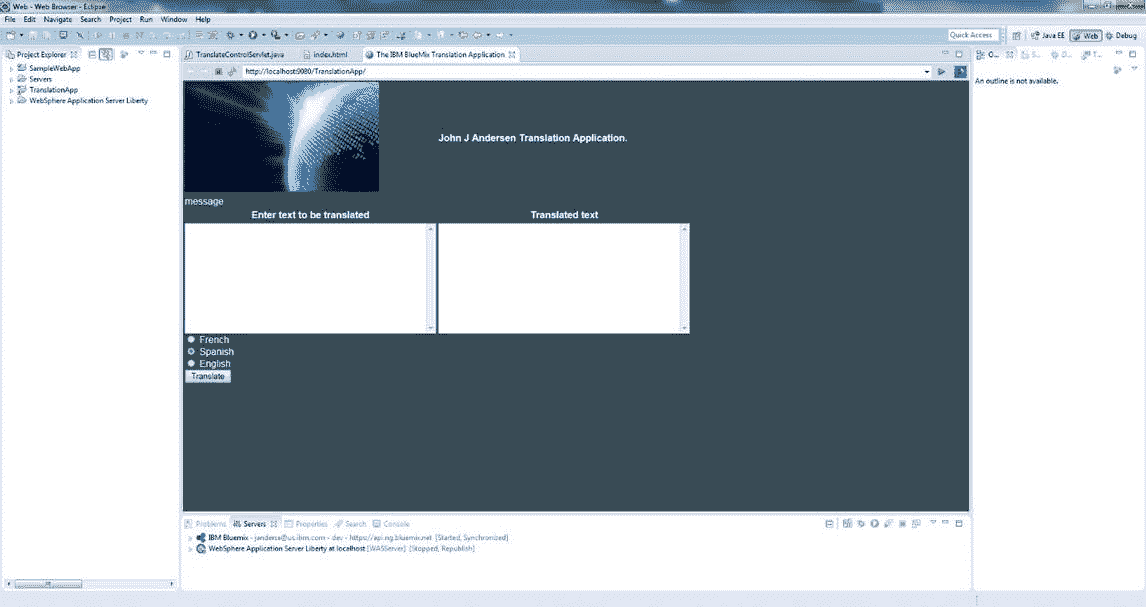 Web - Web Browser - Eclipse
File Edit Navigate Search Project Run Window Help
Quick Access Java EE Web Debug
Project Explorer
TranslateControlServlet.java index.html The IBM BlueMix Translation Application
O... S... D... T...
SampleWebApp
Servers
TranslationApp
WebSphere Application Server Liberty
http://localhost:9080/TranslationApp/
An outline is not available.
John J Andersen Translation Application.
message
Enter text to be translated Translated text
French
Spanish
English
Translate
Problems Servers Properties Search Console
IBM Bluemix - janderse@us.ibm.com - dev - https://api.ng.bluemix.net [Started, Synchronized]
WebSphere Application Server Liberty at localhost [WASServer] [Stopped, Republish]